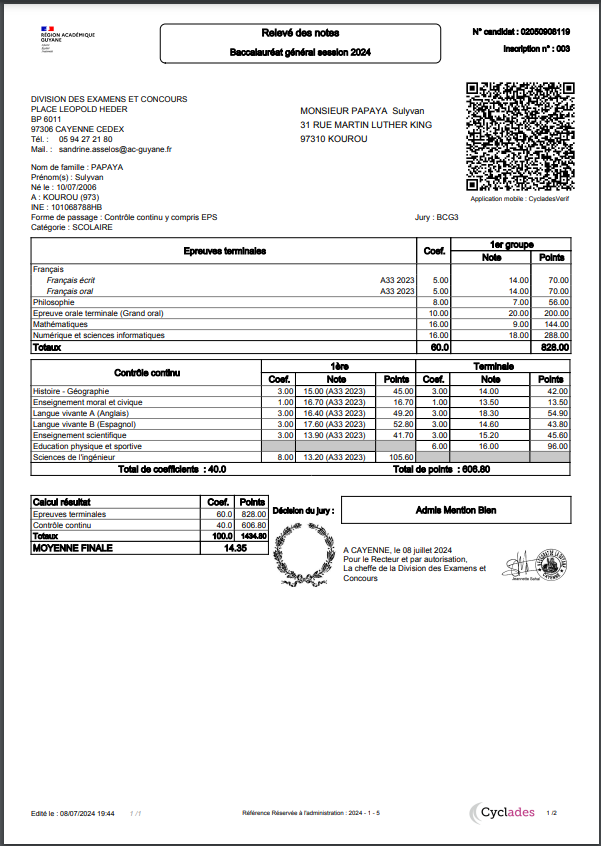 RÉGION ACADÉMIQUE
GUYANE
Relevé des notes
Baccalauréat général session 2024
N° candidat : 02050906119
Inscription n° : 003
DIVISION DES EXAMENS ET CONCOURS
PLACE LEOPOLD HEDER
BP 6011
97306 CAYENNE CEDEX
Tél. : 05 94 27 21 80
Mail. : sandrine.asselos@ac-guyane.fr
MONSIEUR PAPAYA Sulyvan
31 RUE MARTIN LUTHER KING
97310 KOUROU
Application mobile : CycladesVerif
Nom de famille : PAPAYA
Prénom(s) : Sulyvan
Né le : 10/07/2006
A : KOUROU (973)
INE : 101068788HB
Forme de passage : Contrôle continu y compris EPS Jury : BCG3
Catégorie : SCOLAIRE
Epreuves terminales Coef. 1er groupe
Note Points
Français
Français écrit A33 2023 5.00 14.00 70.00
Français oral A33 2023 5.00 14.00 70.00
Philosophie 8.00 7.00 56.00
Epreuve orale terminale (Grand oral) 10.00 20.00 200.00
Mathématiques 16.00 9.00 144.00
Numérique et sciences informatiques 16.00 18.00 288.00
Totaux 60.0 828.00
Contrôle continu 1ère Terminale
Coef. Note Points Coef. Note Points
Histoire - Géographie 3.00 15.00 (A33 2023) 45.00 3.00 14.00 42.00
Enseignement moral et civique 1.00 16.70 (A33 2023) 16.70 1.00 13.50 13.50
Langue vivante A (Anglais) 3.00 16.40 (A33 2023) 49.20 3.00 18.30 54.90
Langue vivante B (Espagnol) 3.00 17.60 (A33 2023) 52.80 3.00 14.60 43.80
Enseignement scientifique 3.00 13.90 (A33 2023) 41.70 3.00 15.20 45.60
Education physique et sportive 6.00 16.00 96.00
Sciences de l'ingénieur 8.00 13.20 (A33 2023) 105.60
Total de coefficients : 40.0 Total de points : 606.80
Calcul résultat Coef. Points
Epreuves terminales 60.0 828.00
Contrôle continu 40.0 606.80
Totaux 100.0 1434.80
MOYENNE FINALE 14.35
Décision du jury :
Admis Mention Bien
A CAYENNE, le 08 juillet 2024
Pour le Recteur et par autorisation,
La cheffe de la Division des Examens et
Concours
Edité le : 08/07/2024 19:44 1 /1
Référence Réservée à l'administration : 2024 - 1 - 5
Cyclades
1 /2